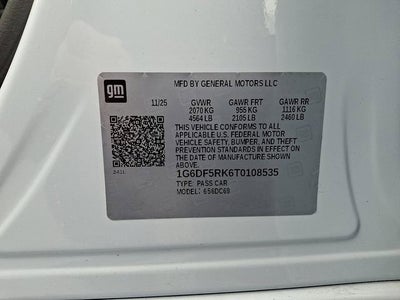 gm
MFD BY GENERAL MOTORS LLC
11/25 GVWR GAWR FRT GAWR RR
2070 KG 955 KG 1116 KG
4564 LB 2105 LB 2460 LB
THIS VEHICLE CONFORMS TO ALL
APPLICABLE U.S. FEDERAL MOTOR
VEHICLE SAFETY, BUMPER, AND THEFT
PREVENTION STANDARDS IN EFFECT ON
THE DATE OF MANUFACTURE SHOWN
ABOVE.
1G6DF5RK6T0108535
TYPE: PASS CAR
MODEL: 6S6DC69